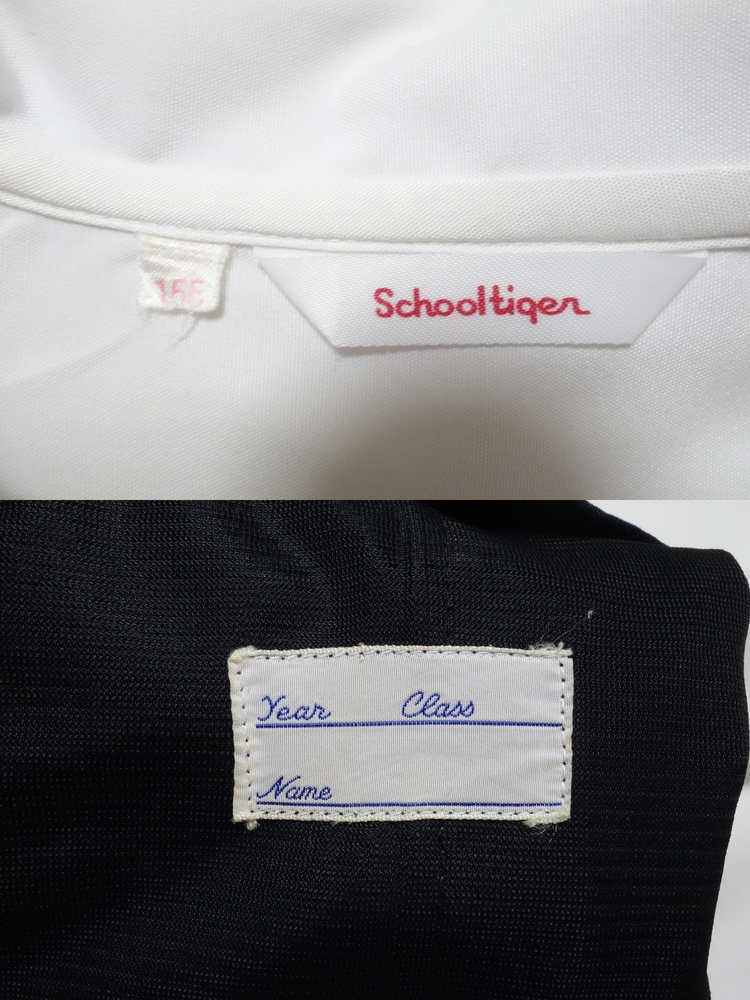 155
Schooltiger
Year Class
Name